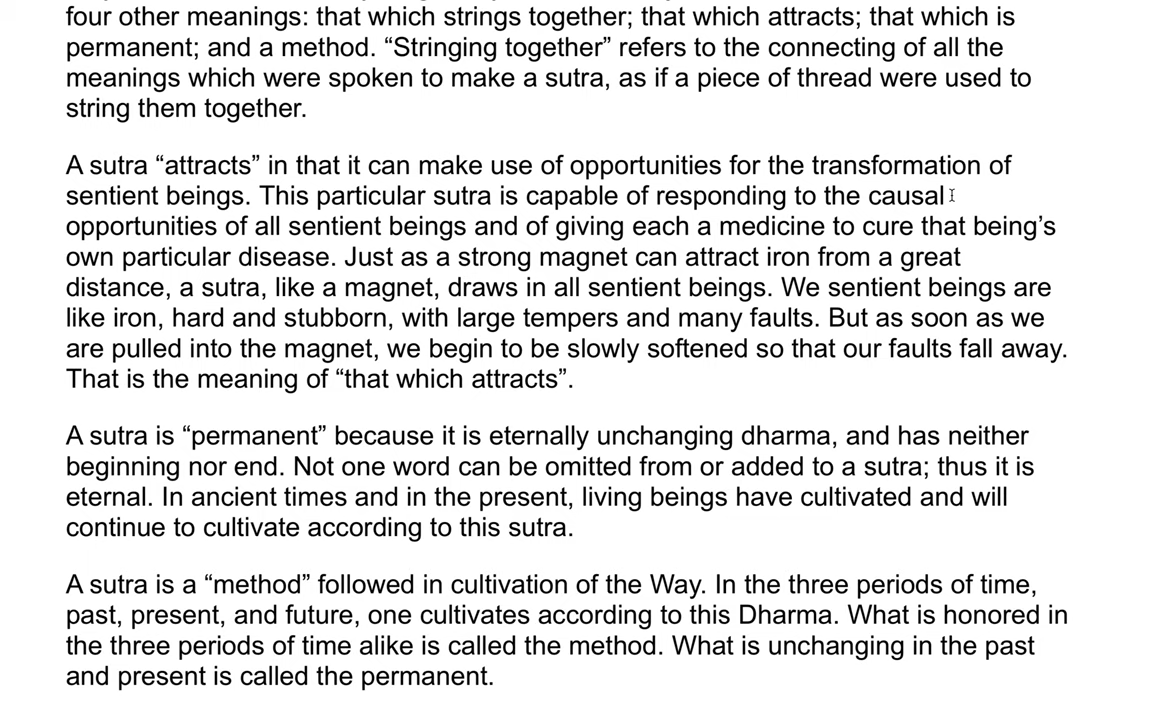 four other meanings: that which strings together; that which attracts; that which is
permanent; and a method. “Stringing together” refers to the connecting of all the
meanings which were spoken to make a sutra, as if a piece of thread were used to
string them together.
A sutra “attracts” in that it can make use of opportunities for the transformation of
sentient beings. This particular sutra is capable of responding to the causal
opportunities of all sentient beings and of giving each a medicine to cure that being’s
own particular disease. Just as a strong magnet can attract iron from a great
distance, a sutra, like a magnet, draws in all sentient beings. We sentient beings are
like iron, hard and stubborn, with large tempers and many faults. But as soon as we
are pulled into the magnet, we begin to be slowly softened so that our faults fall away.
That is the meaning of “that which attracts”.
A sutra is “permanent” because it is eternally unchanging dharma, and has neither
beginning nor end. Not one word can be omitted from or added to a sutra; thus it is
eternal. In ancient times and in the present, living beings have cultivated and will
continue to cultivate according to this sutra.
A sutra is a “method” followed in cultivation of the Way. In the three periods of time,
past, present, and future, one cultivates according to this Dharma. What is honored in
the three periods of time alike is called the method. What is unchanging in the past
and present is called the permanent.